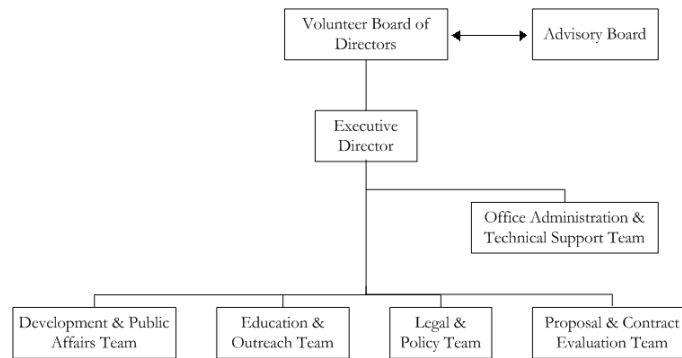 Volunteer Board of
Directors
Advisory Board
Executive
Director
Office Administration &
Technical Support Team
Development & Public
Affairs Team
Education &
Outreach Team
Legal &
Policy Team
Proposal & Contract
Evaluation Team